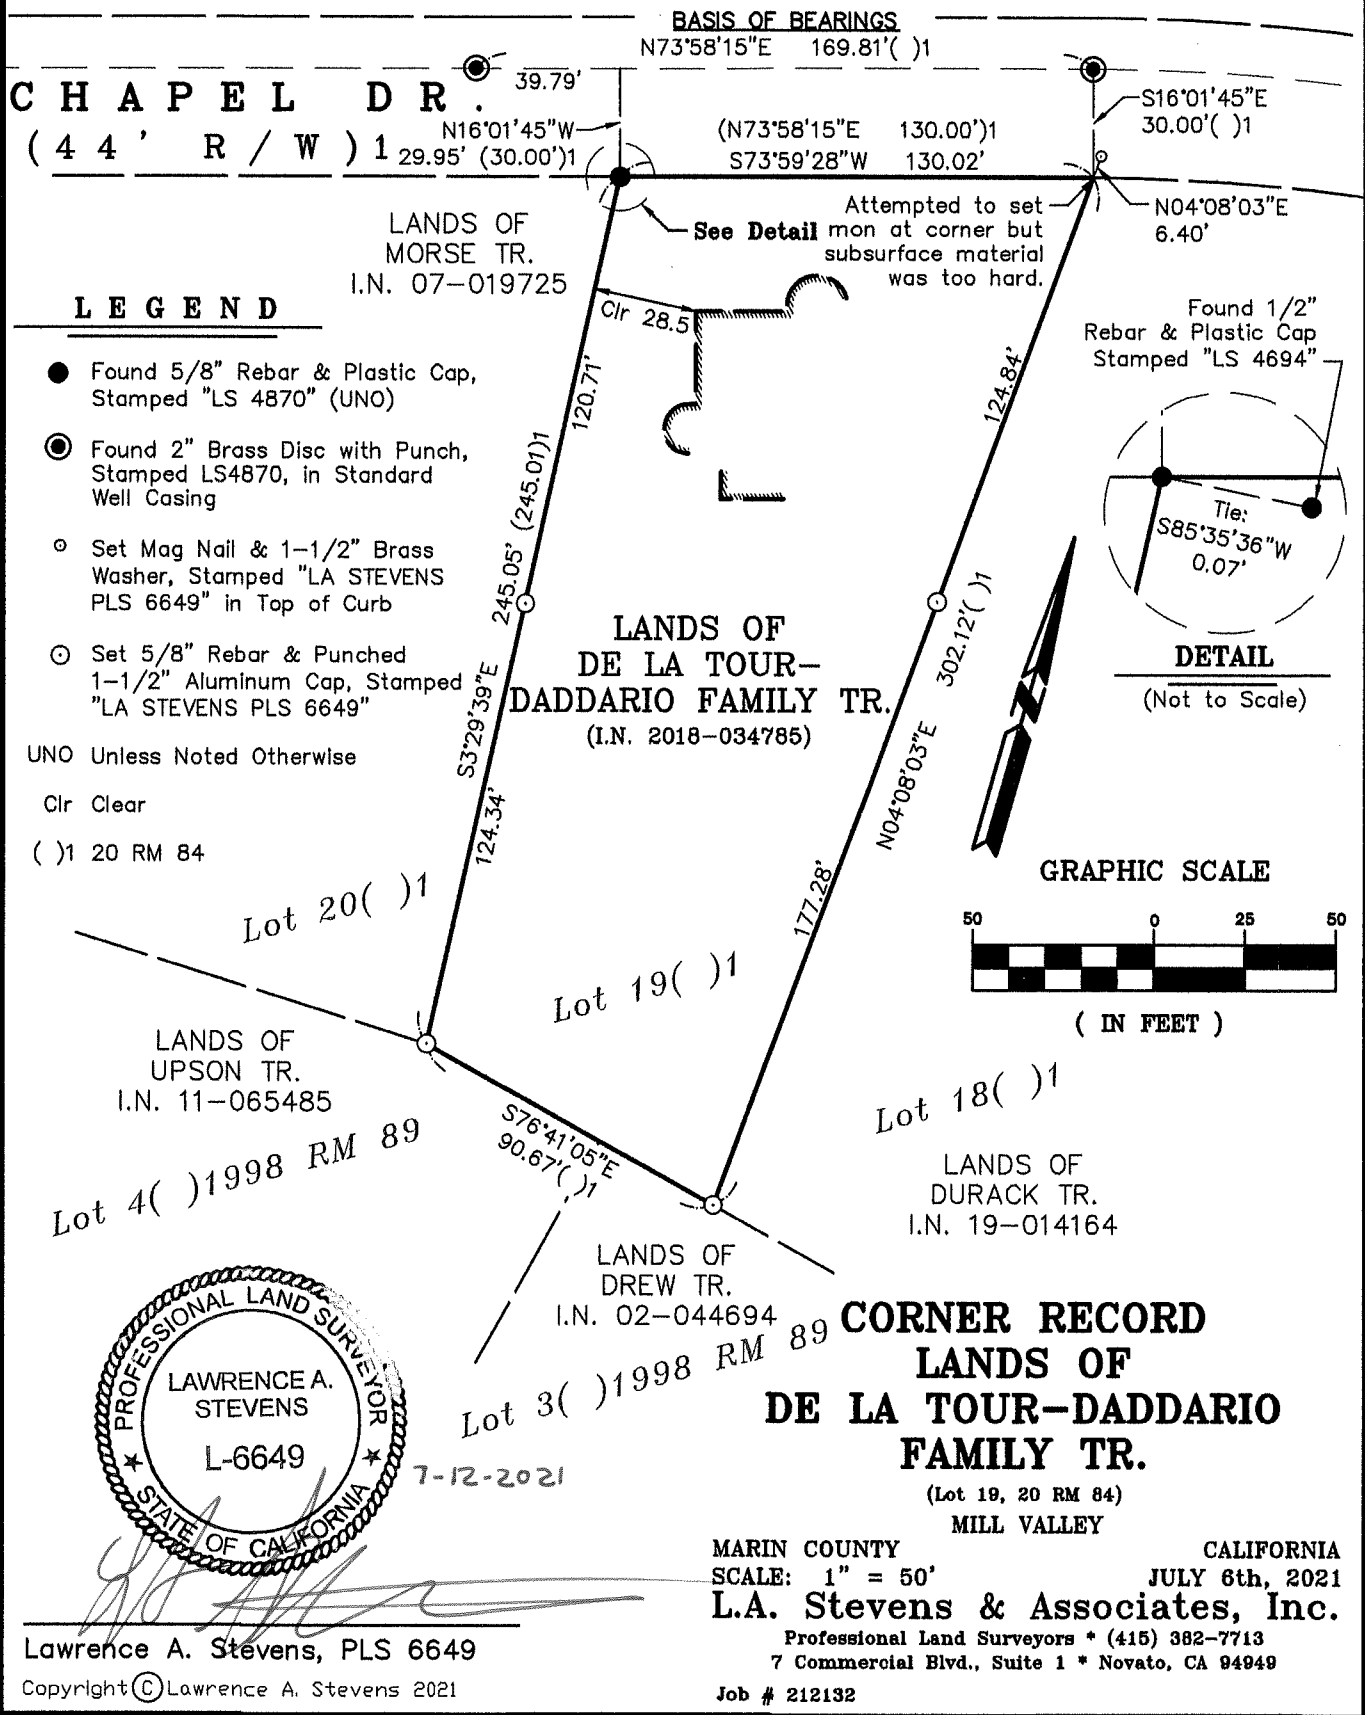 BASIS OF BEARINGS
N73°58'15"E 169.81'( )1
39.79'
CHAPEL DR.
(44' R/W)1
N16°01'45"W
29.95' (30.00')1
(N73°58'15"E 130.00')1
S73°59'28"W 130.02'
S16°01'45"E
30.00'( )1
N04°08'03"E
6.40'
Attempted to set
mon at corner but
subsurface material
was too hard.
See Detail
LANDS OF
MORSE TR.
I.N. 07-019725
Clr 28.5
LEGEND
Found 5/8" Rebar & Plastic Cap,
Stamped "LS 4870" (UNO)
Found 2" Brass Disc with Punch,
Stamped LS4870, in Standard
Well Casing
Set Mag Nail & 1-1/2" Brass
Washer, Stamped "LA STEVENS
PLS 6649" in Top of Curb
Set 5/8" Rebar & Punched
1-1/2" Aluminum Cap, Stamped
"LA STEVENS PLS 6649"
UNO Unless Noted Otherwise
Clr Clear
( )1 20 RM 84
120.71'
S3°29'39"E 245.05' (245.01)1
124.34'
124.84'
N04°08'03"E 302.12'( )1
177.28'
LANDS OF
DE LA TOUR-
DADDARIO FAMILY TR.
(I.N. 2018-034785)
Found 1/2"
Rebar & Plastic Cap
Stamped "LS 4694"
Tie:
S85°35'36"W
0.07'
DETAIL
(Not to Scale)
N
GRAPHIC SCALE
50 0 25 50
( IN FEET )
Lot 20( )1
Lot 19( )1
Lot 18( )1
LANDS OF
UPSON TR.
I.N. 11-065485
Lot 4( )1998 RM 89
S76°41'05"E
90.67'( )1
LANDS OF
DURACK TR.
I.N. 19-014164
LANDS OF
DREW TR.
I.N. 02-044694
Lot 3( )1998 RM 89
PROFESSIONAL LAND SURVEYOR
LAWRENCE A.
STEVENS
L-6649
STATE OF CALIFORNIA
7-12-2021
Lawrence A. Stevens, PLS 6649
Copyright © Lawrence A. Stevens 2021
CORNER RECORD
LANDS OF
DE LA TOUR-DADDARIO
FAMILY TR.
(Lot 19, 20 RM 84)
MILL VALLEY
MARIN COUNTY CALIFORNIA
SCALE: 1" = 50' JULY 6th, 2021
L.A. Stevens & Associates, Inc.
Professional Land Surveyors * (415) 382-7713
7 Commercial Blvd., Suite 1 * Novato, CA 94949
Job # 212132